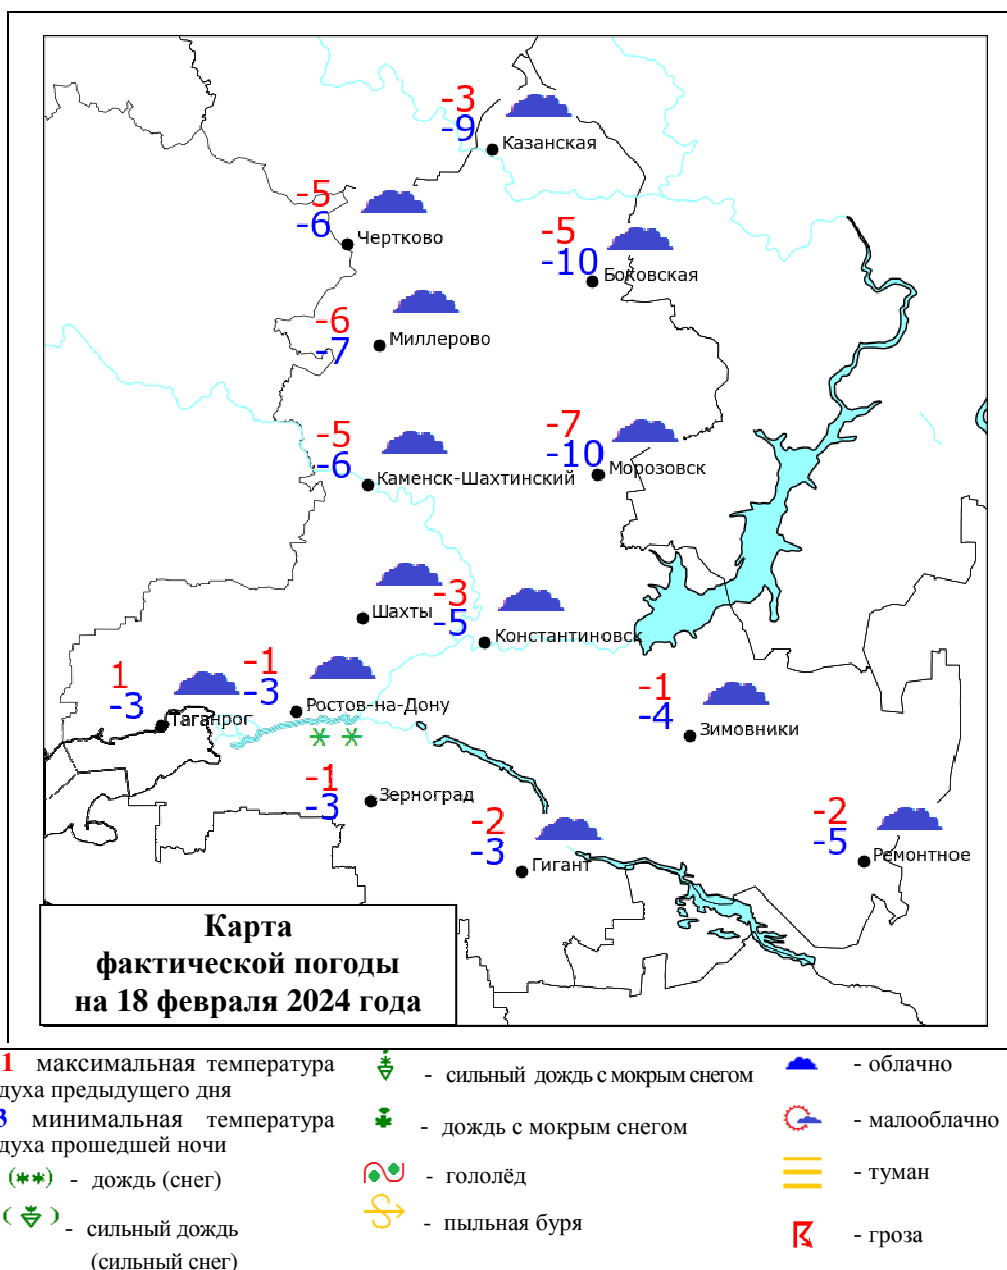 -3
-9
Казанская
-5
-6
Чертково
-5
-10
Боковская
-6
-7
Миллерово
-5
-6
Каменск-Шахтинский
-7
-10
Морозовск
Шахты
-3
-5
Константиновск
1
-3
Таганрог
-1
-3
Ростов-на-Дону
-1
-4
Зимовники
-1
-3
Зерноград
-2
-3
Гигант
-2
-5
Ремонтное
Карта
фактической погоды
на 18 февраля 2024 года
1 максимальная температура
духа предыдущего дня
3 минимальная температура
духа прошедшей ночи
(**) - дождь (снег)
( ) - сильный дождь
(сильный снег)
- сильный дождь с мокрым снегом
- дождь с мокрым снегом
- гололёд
- пыльная буря
- облачно
- малооблачно
- туман
- гроза